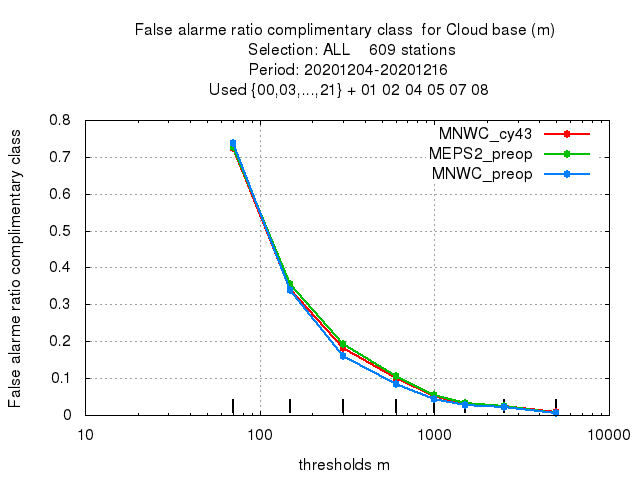 False alarme ratio complimentary class  for Cloud base (m)
Selection: ALL    609 stations
Period: 20201204-20201216
Used {00,03,...,21} + 01 02 04 05 07 08
MNWC_cy43
MEPS2_preop
MNWC_preop
False alarme ratio complimentary class
0.8
0.7
0.6
0.5
0.4
0.3
0.2
0.1
0
10 100 1000 10000
thresholds m